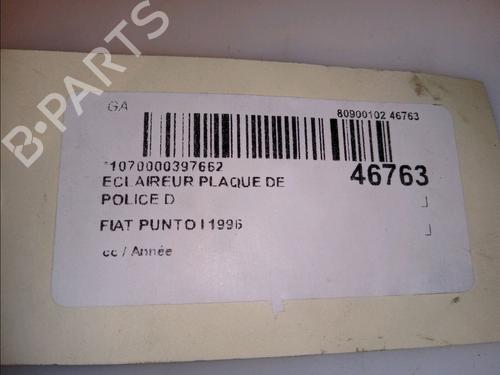 B-PARTS
GA
80900102 46763
*1070000397662
46763
ECLAIREUR PLAQUE DE
POLICE D
FIAT PUNTO I 1996
cc / Année